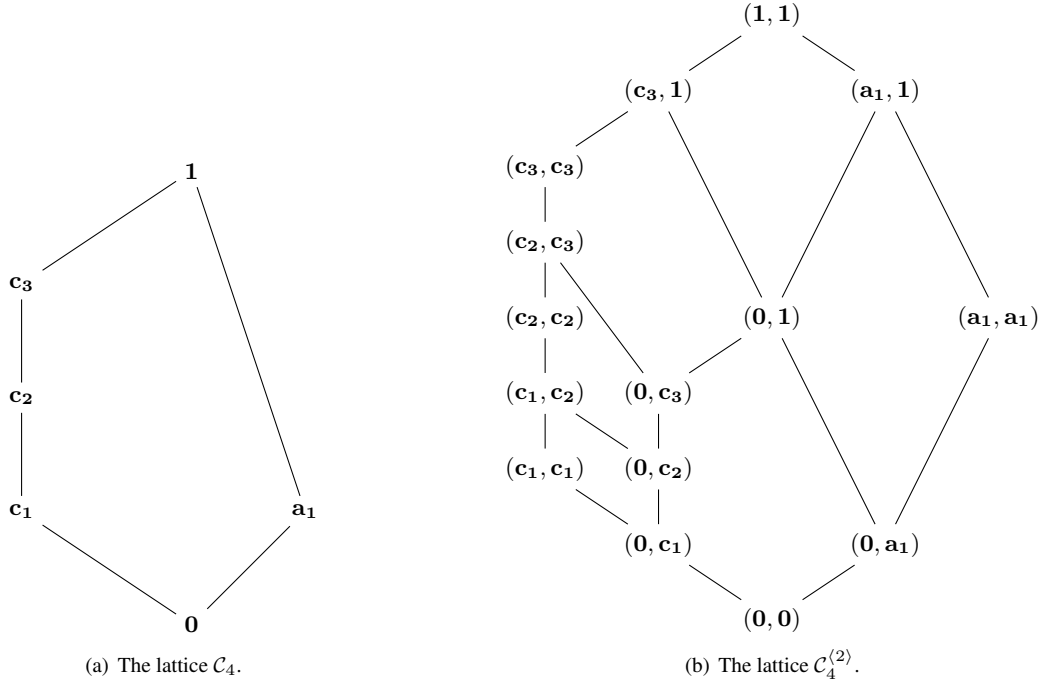 1
c₃
c₂
c₁
a₁
0
(a) The lattice 𝒞₄.
(1, 1)
(c₃, 1)
(a₁, 1)
(c₃, c₃)
(c₂, c₃)
(c₂, c₂)
(0, 1)
(a₁, a₁)
(c₁, c₂)
(0, c₃)
(c₁, c₁)
(0, c₂)
(0, c₁)
(0, a₁)
(0, 0)
(b) The lattice 𝒞₄⟨²⟩.